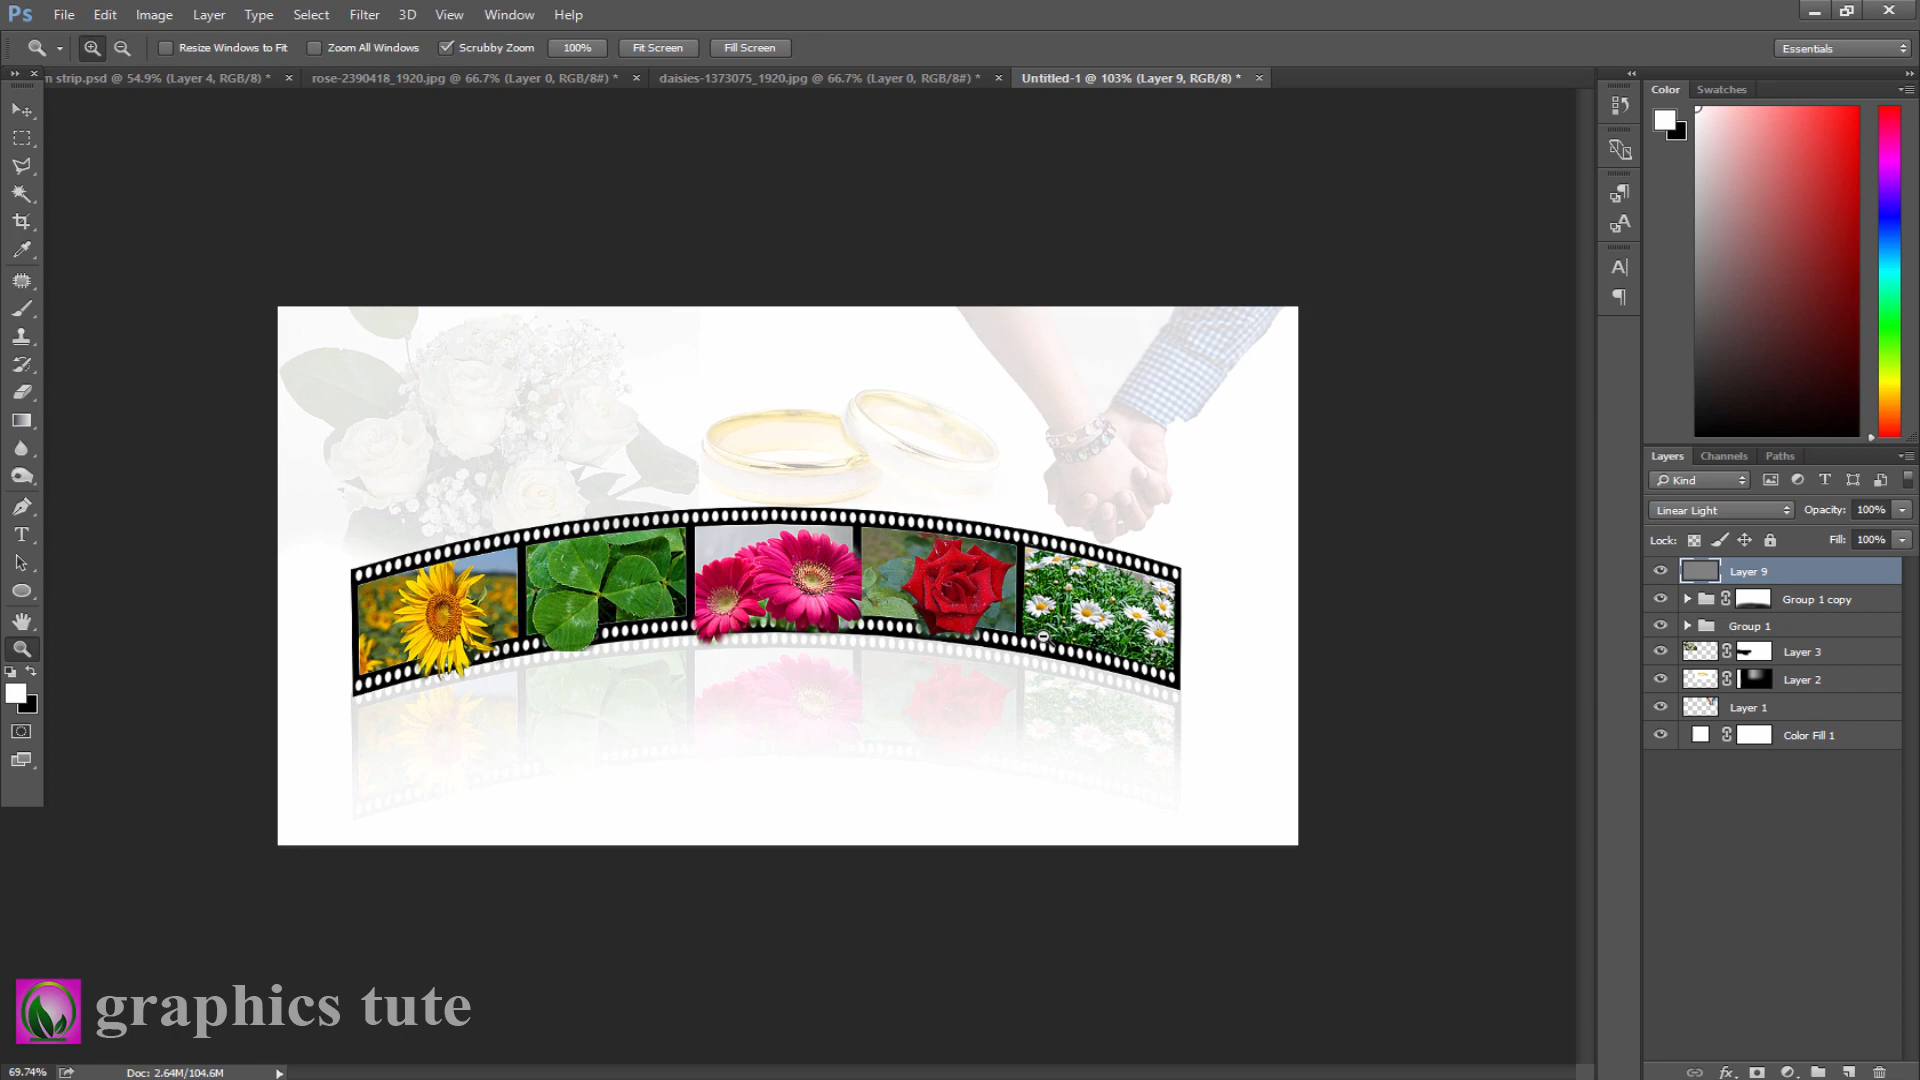 Ps File Edit Image Layer Type Select Filter 3D View Window Help
Resize Windows to Fit Zoom All Windows Scrubby Zoom 100% Fit Screen Fill Screen Essentials
m strip.psd @ 54.9% (Layer 4, RGB/8) * rose-2390418_1920.jpg @ 66.7% (Layer 0, RGB/8#) * daisies-1373075_1920.jpg @ 66.7% (Layer 0, RGB/8#) * Untitled-1 @ 103% (Layer 9, RGB/8) *
Color Swatches
Layers Channels Paths
Kind
Linear Light Opacity: 100%
Lock: Fill: 100%
Layer 9
Group 1 copy
Group 1
Layer 3
Layer 2
Layer 1
Color Fill 1
graphics tute
69.74% Doc: 2.64M/104.6M